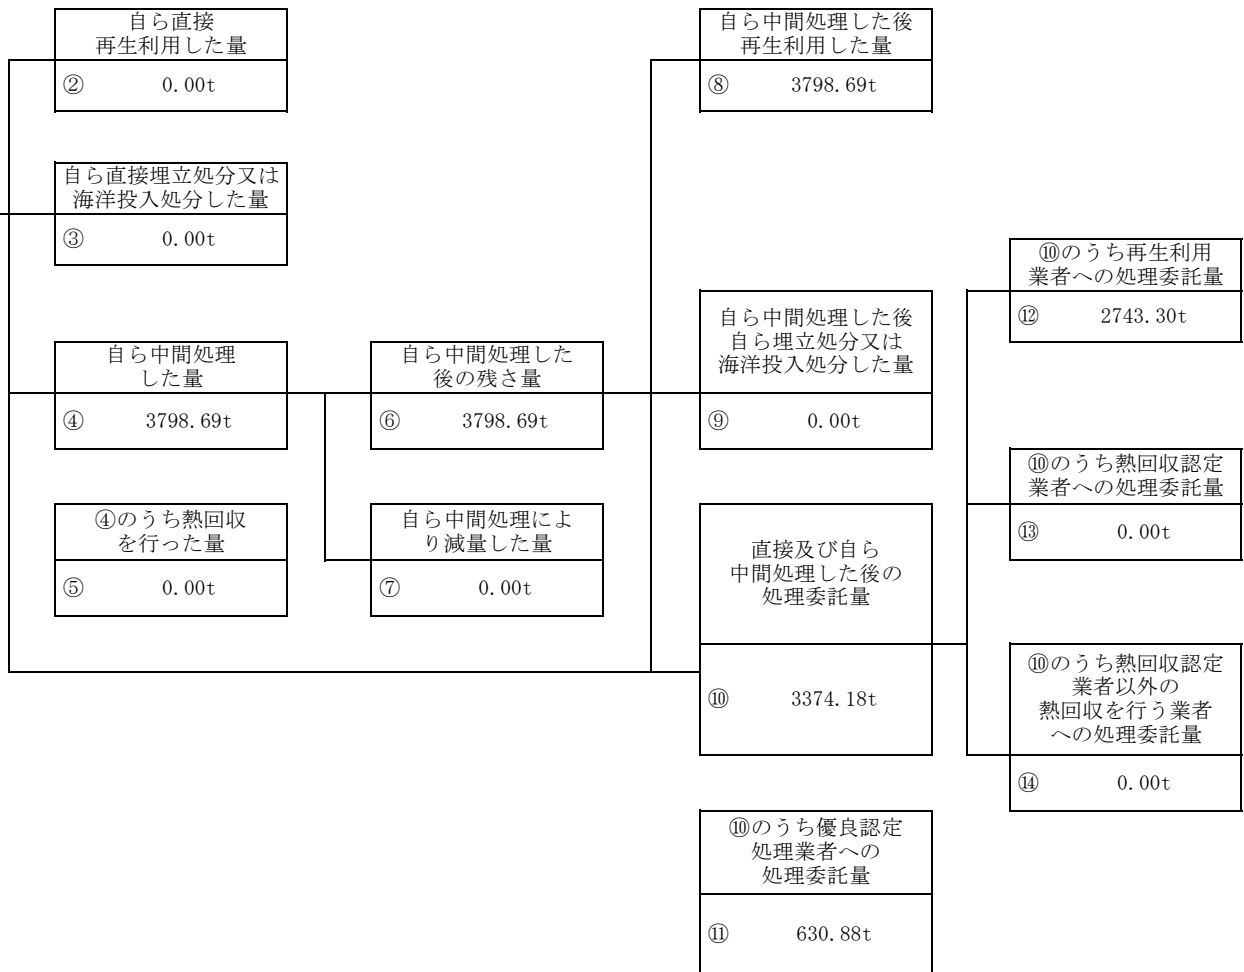 自ら直接
再生利用した量
② 0.00t
自ら中間処理した後
再生利用した量
⑧ 3798.69t
自ら直接埋立処分又は
海洋投入処分した量
③ 0.00t
⑩のうち再生利用
業者への処理委託量
⑫ 2743.30t
自ら中間処理
した量
④ 3798.69t
自ら中間処理した
後の残さ量
⑥ 3798.69t
自ら中間処理した後
自ら埋立処分又は
海洋投入処分した量
⑨ 0.00t
⑩のうち熱回収認定
業者への処理委託量
⑬ 0.00t
④のうち熱回収
を行った量
⑤ 0.00t
自ら中間処理によ
り減量した量
⑦ 0.00t
直接及び自ら
中間処理した後の
処理委託量
⑩ 3374.18t
⑩のうち熱回収認定
業者以外の
熱回収を行う業者
への処理委託量
⑭ 0.00t
⑩のうち優良認定
処理業者への
処理委託量
⑪ 630.88t